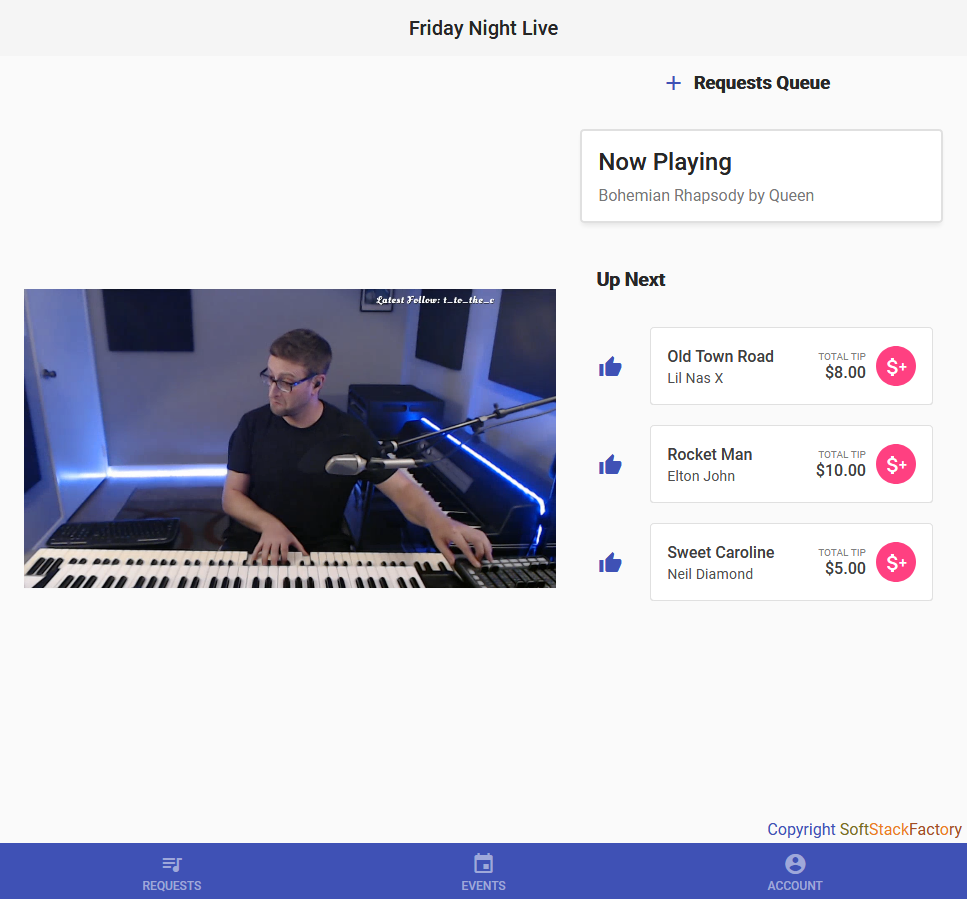 Friday Night Live
+ Requests Queue
Now Playing
Bohemian Rhapsody by Queen
Up Next
Latest Follow: t_to_the_c
Old Town Road
Lil Nas X
TOTAL TIP
$8.00
$+
Rocket Man
Elton John
TOTAL TIP
$10.00
$+
Sweet Caroline
Neil Diamond
TOTAL TIP
$5.00
$+
Copyright SoftStackFactory
REQUESTS
EVENTS
ACCOUNT